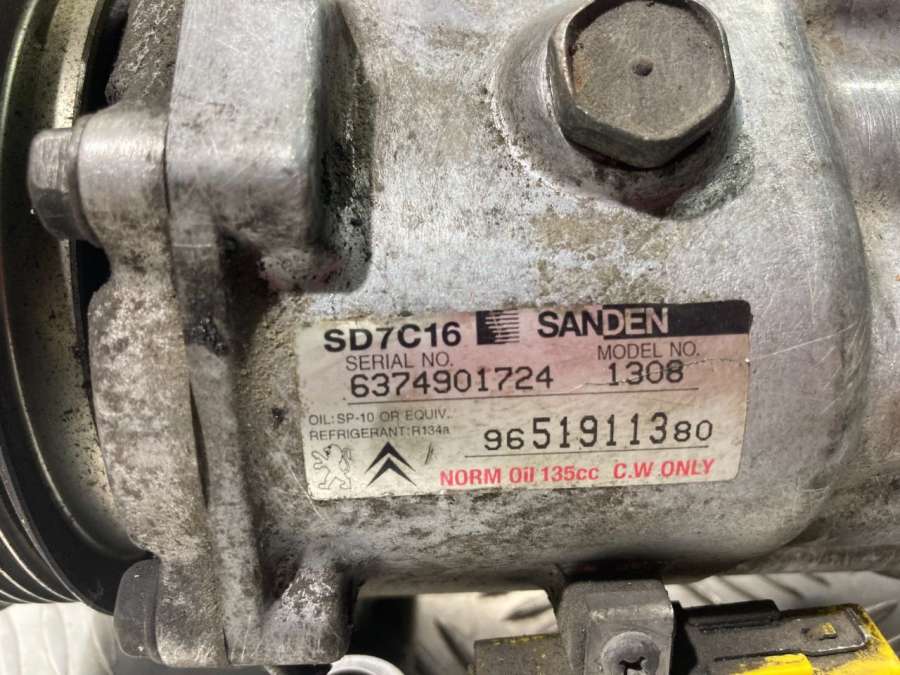 SD7C16 SANDEN
SERIAL NO. MODEL NO.
6374901724 1308
OIL:SP-10 OR EQUIV..
REFRIGERANT:R134a
9651911380
NORM Oil 135cc C.W ONLY